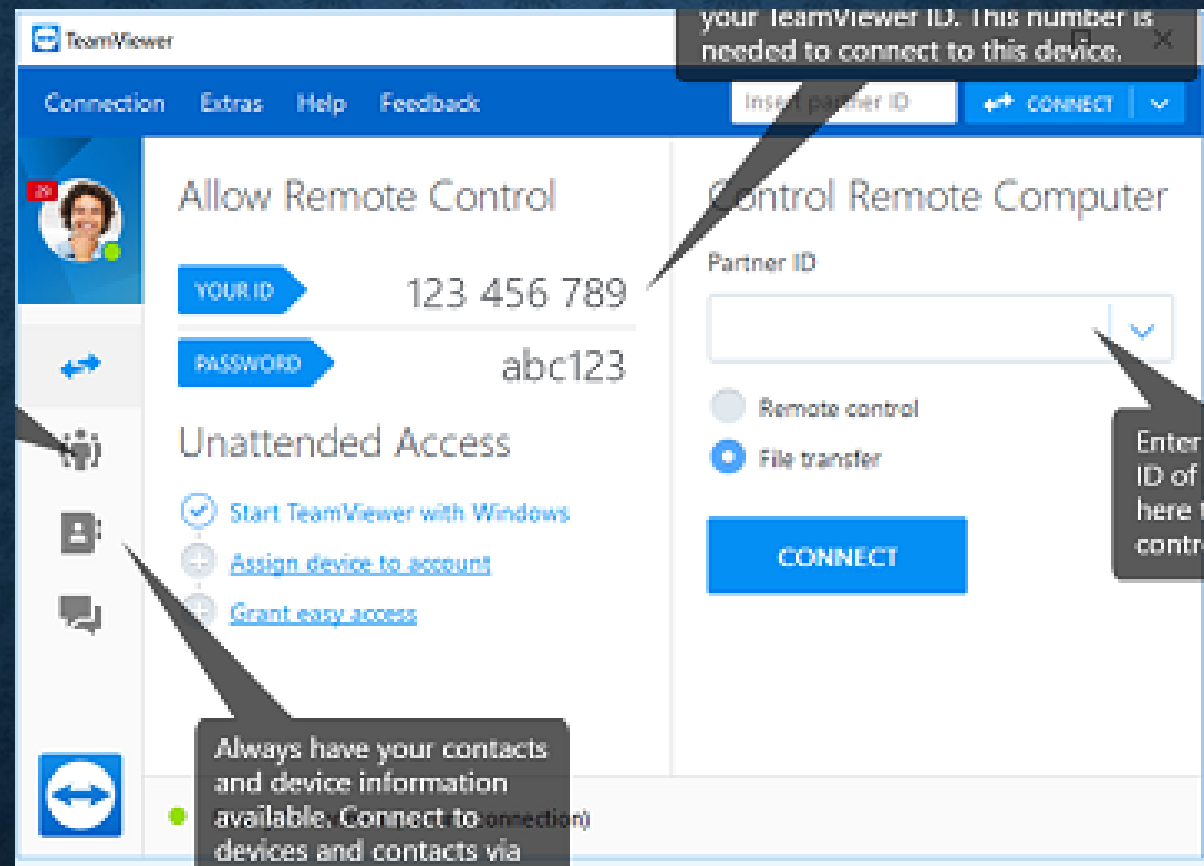 your TeamViewer ID. This number is
needed to connect to this device.
TeamViewer
Connection Extras Help Feedback
Insert partner ID
CONNECT
29
Allow Remote Control
YOUR ID 123 456 789
PASSWORD abc123
Unattended Access
Start TeamViewer with Windows
Assign device to account
Grant easy access
Control Remote Computer
Partner ID
Remote control
File transfer
CONNECT
Enter
ID of
here
contr
Always have your contacts
and device information
available. Connect to
devices and contacts via
connection)